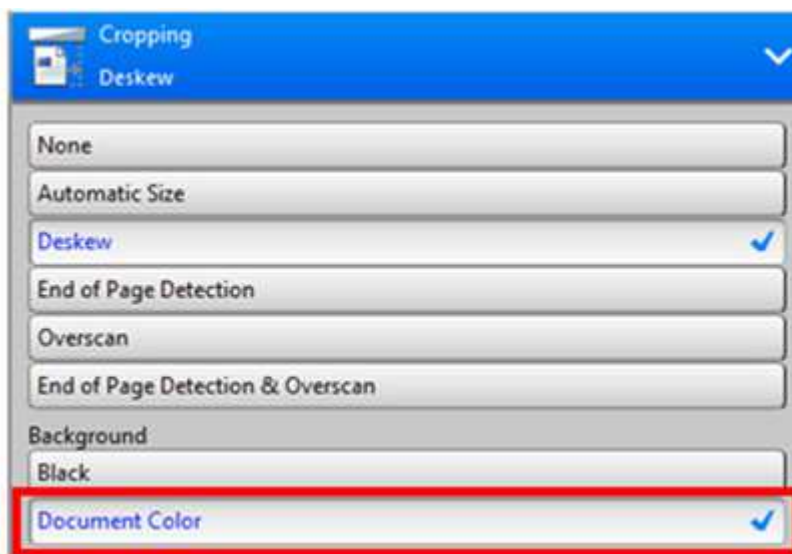 Cropping
Deskew
None
Automatic Size
Deskew
End of Page Detection
Overscan
End of Page Detection & Overscan
Background
Black
Document Color